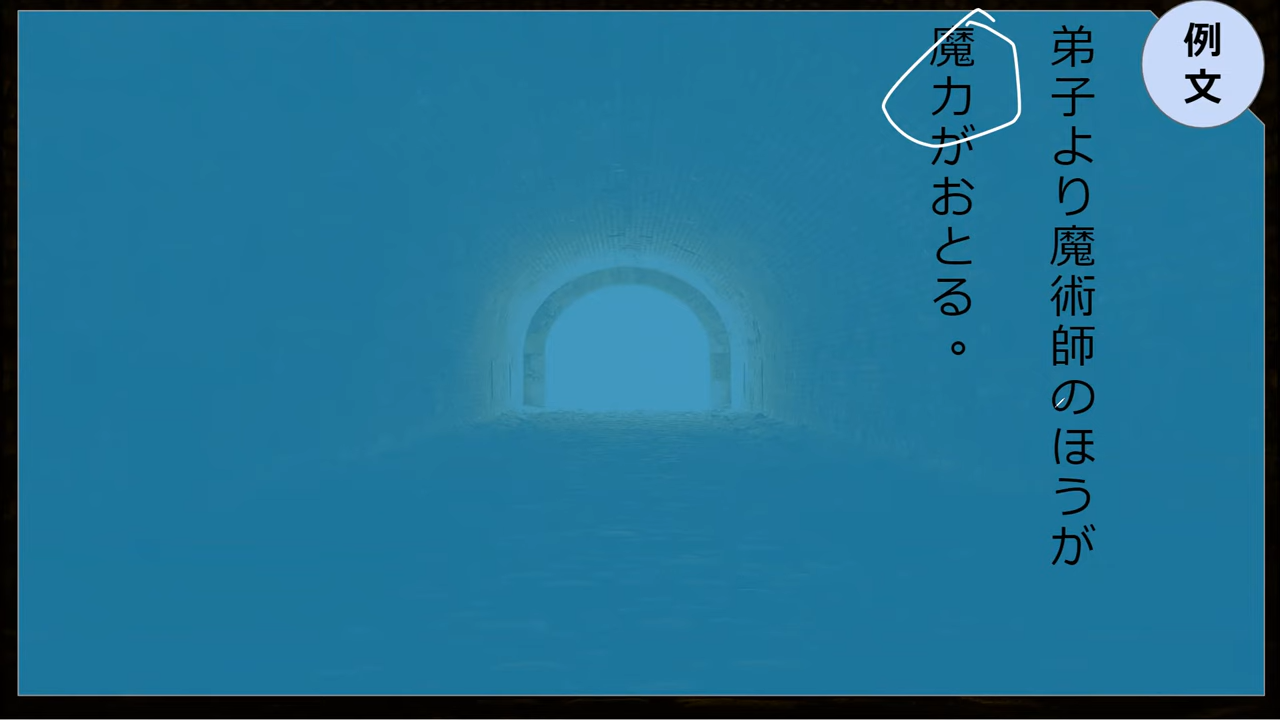 例文
弟子より魔術師のほうが
魔力がおとる。